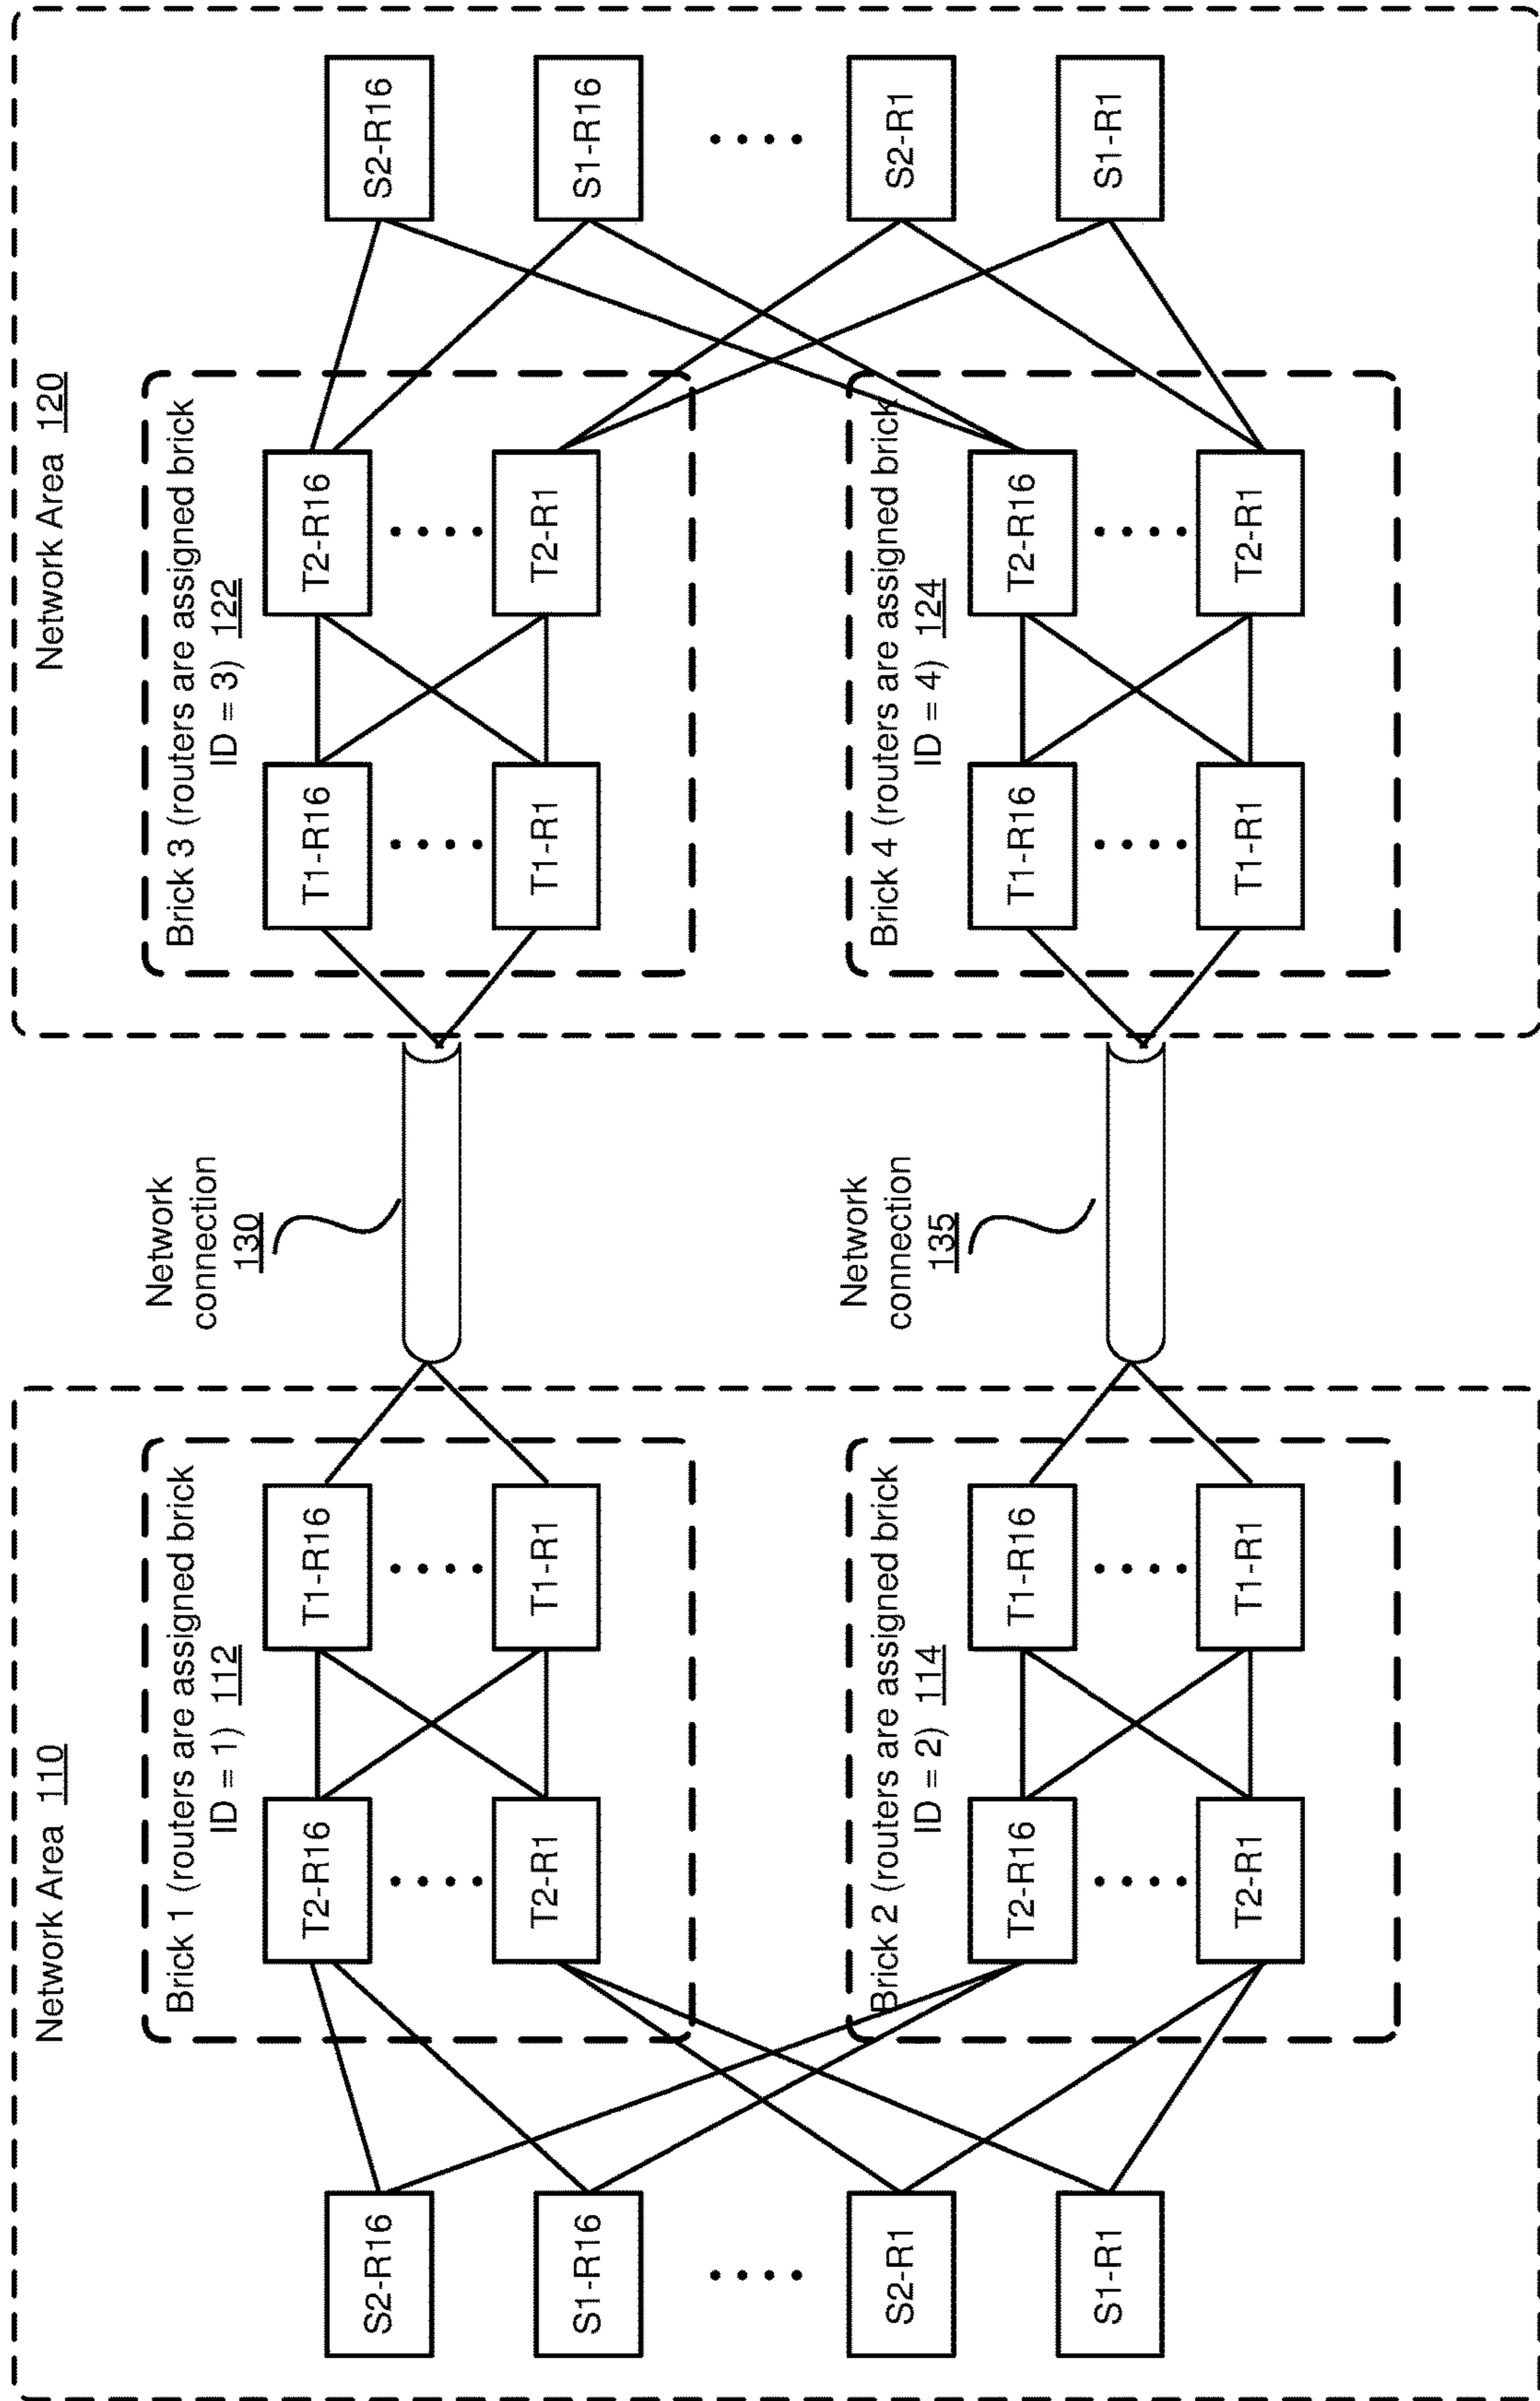 Network Area 110
Brick 1 (routers are assigned brick
ID = 1) 112
S2-R16
T2-R16
T1-R16
S1-R16
T2-R1
T1-R1
Brick 2 (routers are assigned brick
ID = 2) 114
S2-R1
T2-R16
T1-R16
S1-R1
T2-R1
T1-R1
Network
connection
130
Network
connection
135
Network Area 120
Brick 3 (routers are assigned brick
ID = 3) 122
T1-R16
T2-R16
S2-R16
T1-R1
T2-R1
S1-R16
Brick 4 (routers are assigned brick
ID = 4) 124
T1-R16
T2-R16
S2-R1
T1-R1
T2-R1
S1-R1